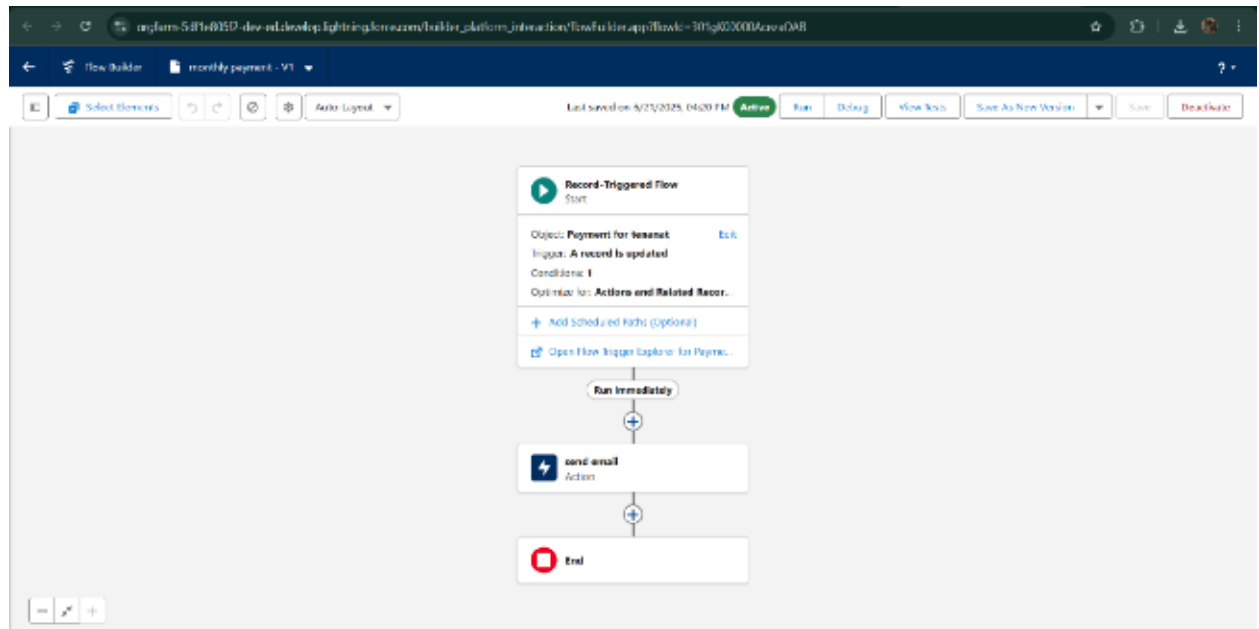 Flow Builder
monthly payment - V1
?
Select Elements
Auto-Layout
Last saved on 6/21/2025, 04:20 PM
Active
Run
Debug
View Tests
Save As New Version
Save
Deactivate
Record-Triggered Flow
Start
Object: Payment for tenanat
Edit
Trigger: A record is updated
Conditions: 1
Optimize for: Actions and Related Recor...
+ Add Scheduled Paths (Optional)
Open Flow Trigger Explorer for Payme...
Run Immediately
send email
Action
End